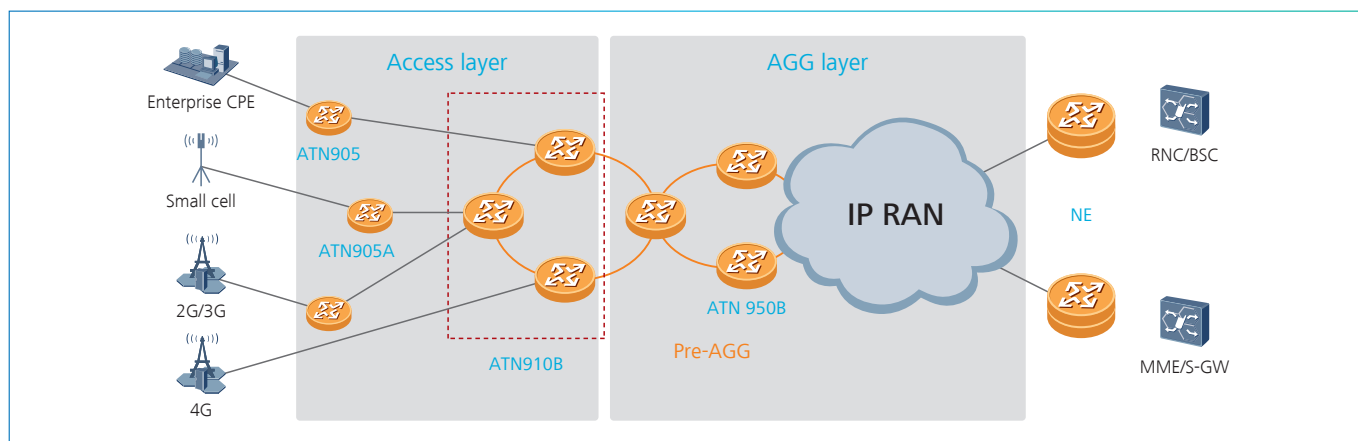 Access layer
AGG layer
Enterprise CPE
ATN905
Small cell
ATN905A
2G/3G
4G
ATN910B
ATN 950B
Pre-AGG
IP RAN
RNC/BSC
NE
MME/S-GW